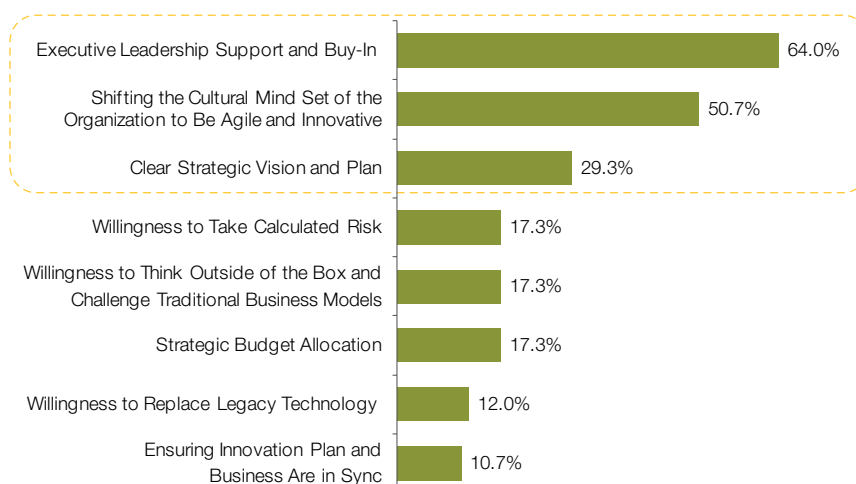 Executive Leadership Support and Buy-In
64.0%
Shifting the Cultural Mind Set of the
Organization to Be Agile and Innovative
50.7%
Clear Strategic Vision and Plan
29.3%
Willingness to Take Calculated Risk
17.3%
Willingness to Think Outside of the Box and
Challenge Traditional Business Models
17.3%
Strategic Budget Allocation
17.3%
Willingness to Replace Legacy Technology
12.0%
Ensuring Innovation Plan and
Business Are in Sync
10.7%